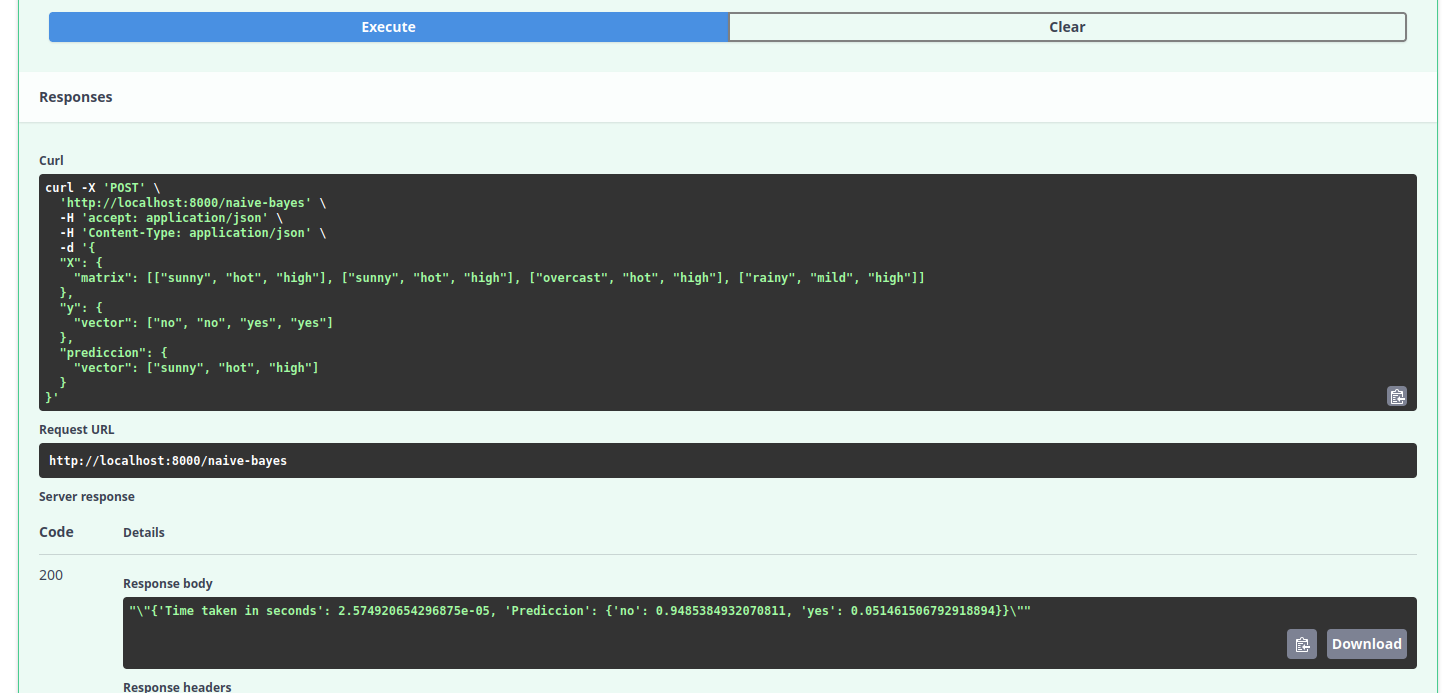 Execute
Clear
Responses
Curl
curl -X 'POST' \
  'http://localhost:8000/naive-bayes' \
  -H 'accept: application/json' \
  -H 'Content-Type: application/json' \
  -d '{
  "X": {
    "matrix": [["sunny", "hot", "high"], ["sunny", "hot", "high"], ["overcast", "hot", "high"], ["rainy", "mild", "high"]]
  },
  "y": {
    "vector": ["no", "no", "yes", "yes"]
  },
  "prediccion": {
    "vector": ["sunny", "hot", "high"]
  }
}'
Request URL
http://localhost:8000/naive-bayes
Server response
Code
Details
200
Response body
"\"{'Time taken in seconds': 2.574920654296875e-05, 'Prediccion': {'no': 0.9485384932070811, 'yes': 0.051461506792918894}}\""
Download
Response headers